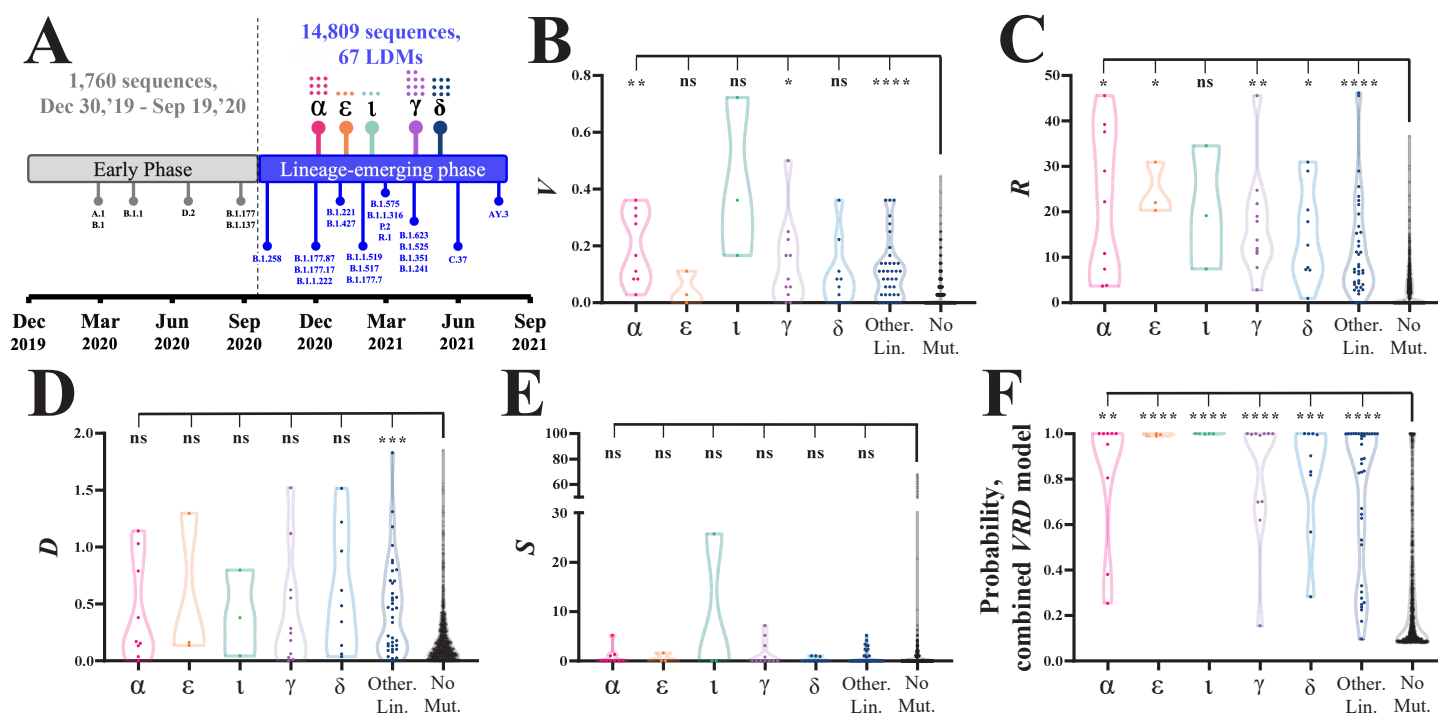 A
14,809 sequences,
67 LDMs
1,760 sequences,
Dec 30,'19 - Sep 19,'20
α ε ι γ δ
Early Phase
Lineage-emerging phase
A.1
B.1
B.1.1
D.2
B.1.177
B.1.137
B.1.258
B.1.177.87
B.1.177.17
B.1.1.222
B.1.221
B.1.427
B.1.1.519
B.1.517
B.1.177.7
B.1.575
B.1.1.316
P.2
R.1
B.1.623
B.1.525
B.1.351
B.1.241
C.37
AY.3
Dec
2019
Mar
2020
Jun
2020
Sep
2020
Dec
2020
Mar
2021
Jun
2021
Sep
2021
B
** ns ns * ns ****
0.8
0.6
0.4
0.2
0.0
V
α ε ι γ δ Other. No
Lin. Mut.
C
* * ns ** * ****
50
40
30
20
10
0
R
α ε ι γ δ Other. No
Lin. Mut.
D
ns ns ns ns ns ***
2.0
1.5
1.0
0.5
0.0
D
α ε ι γ δ Other. No
Lin. Mut.
E
ns ns ns ns ns ns
100
80
60
40
30
20
10
0
S
α ε ι γ δ Other. No
Lin. Mut.
F
** **** **** **** *** ****
1.0
0.8
0.6
0.4
0.2
0.0
Probability,
combined VRD model
α ε ι γ δ Other. No
Lin. Mut.